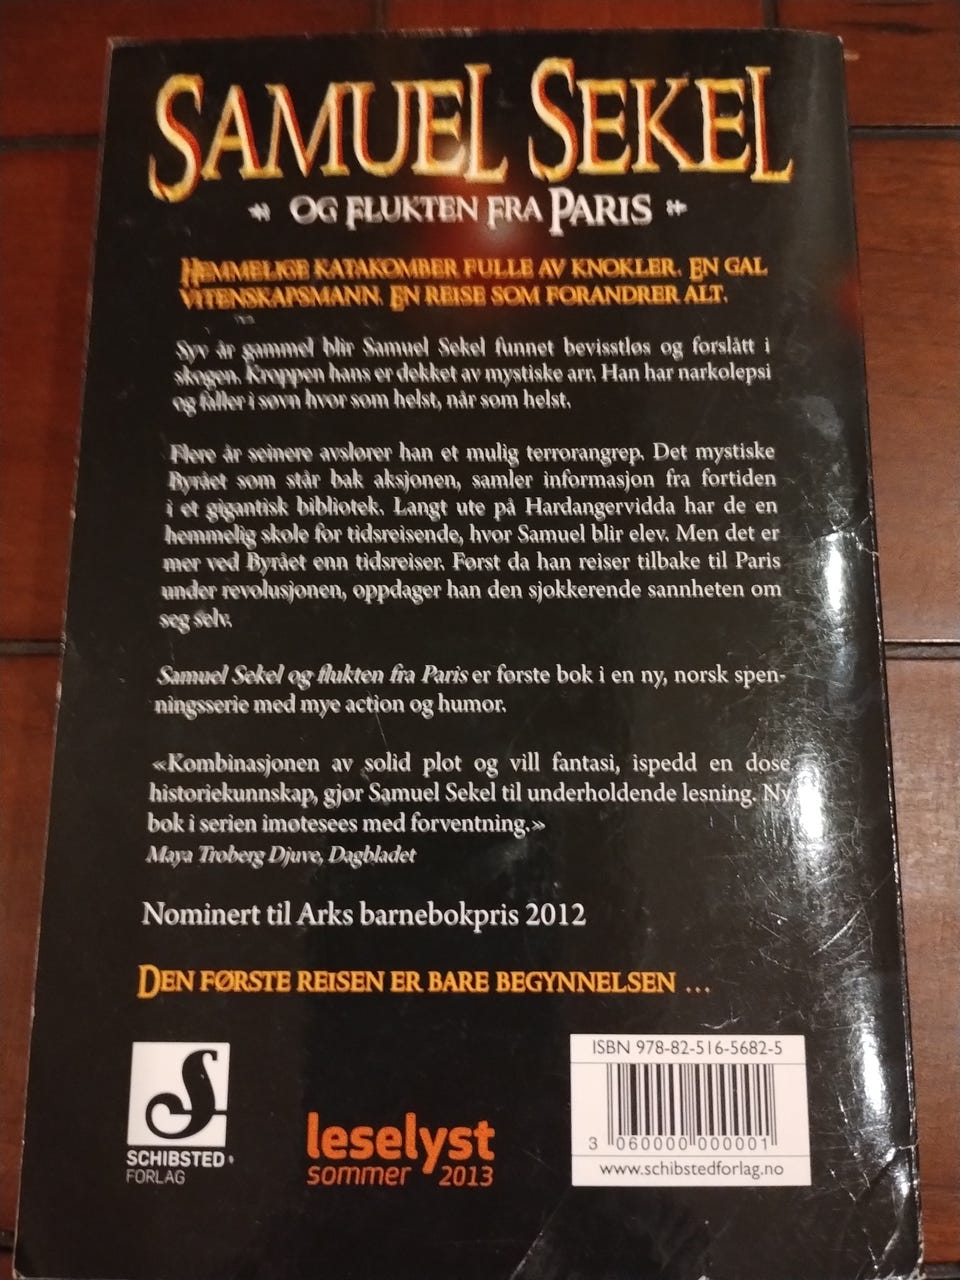 SAMUEL SEKEL
OG FLUKTEN FRA PARIS
HEMMELIGE KATAKOMBER FULLE AV KNOKLER. EN GAL
VITENSKAPSMANN. EN REISE SOM FORANDRER ALT.
Syv år gammel blir Samuel Sekel funnet bevisstløs og forslått i
skogen. Kroppen hans er dekket av mystiske arr. Han har narkolepsi
og faller i søvn hvor som helst, når som helst.
Flere år seinere avslører han et mulig terrorangrep. Det mystiske
Byrået som står bak aksjonen, samler informasjon fra fortiden
i et gigantisk bibliotek. Langt ute på Hardangervidda har de en
hemmelig skole for tidsreisende, hvor Samuel blir elev. Men det er
mer ved Byrået enn tidsreiser. Først da han reiser tilbake til Paris
under revolusjonen, oppdager han den sjokkerende sannheten om
seg selv.
Samuel Sekel og flukten fra Paris er første bok i en ny, norsk spen-
ningsserie med mye action og humor.
«Kombinasjonen av solid plot og vill fantasi, ispedd en dose
historiekunnskap, gjør Samuel Sekel til underholdende lesning. Ny
bok i serien imøtesees med forventning.»
Maya Troberg Djuve, Dagbladet
Nominert til Arks barnebokpris 2012
DEN FØRSTE REISEN ER BARE BEGYNNELSEN ...
ISBN 978-82-516-5682-5
3 060000 000001
www.schibstedforlag.no
S
SCHIBSTED
FORLAG
leselyst
sommer 2013